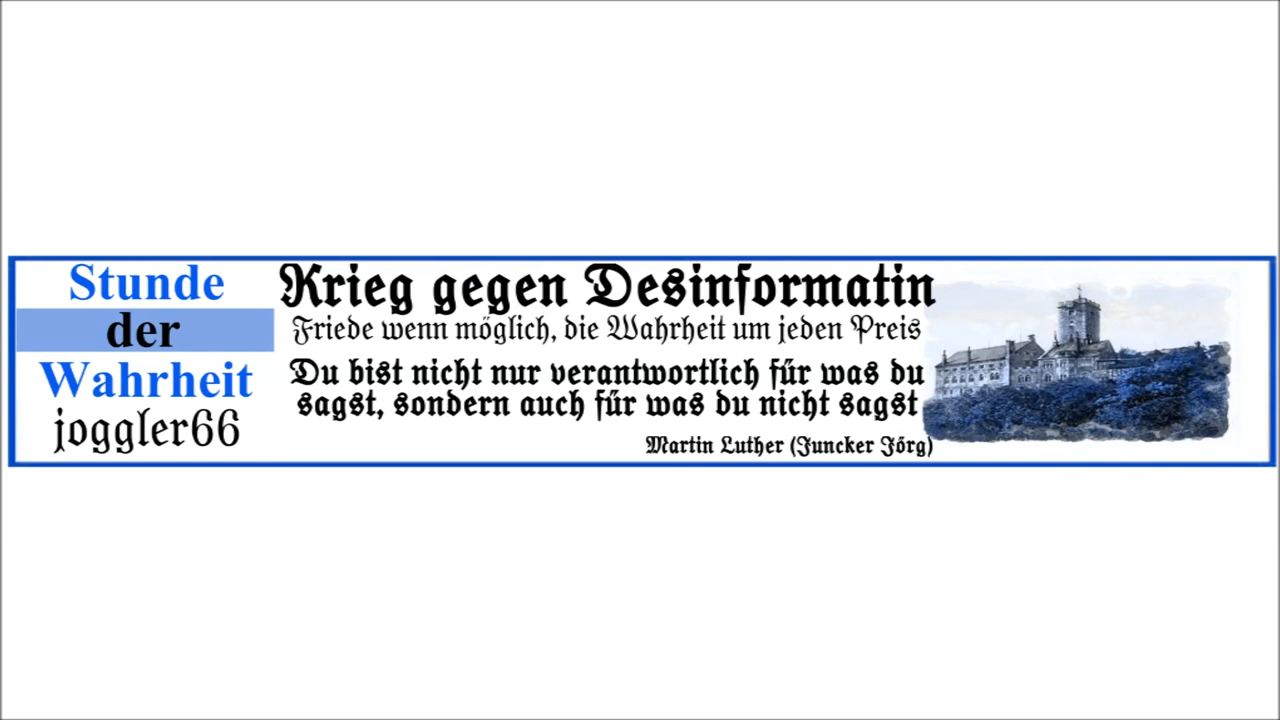 Stunde
der
Wahrheit
joggler66
Krieg gegen Desinformatin
Friede wenn möglich, die Wahrheit um jeden Preis
Du bist nicht nur verantwortlich für was du
sagst, sondern auch für was du nicht sagst
Martin Luther (Juncker Jörg)